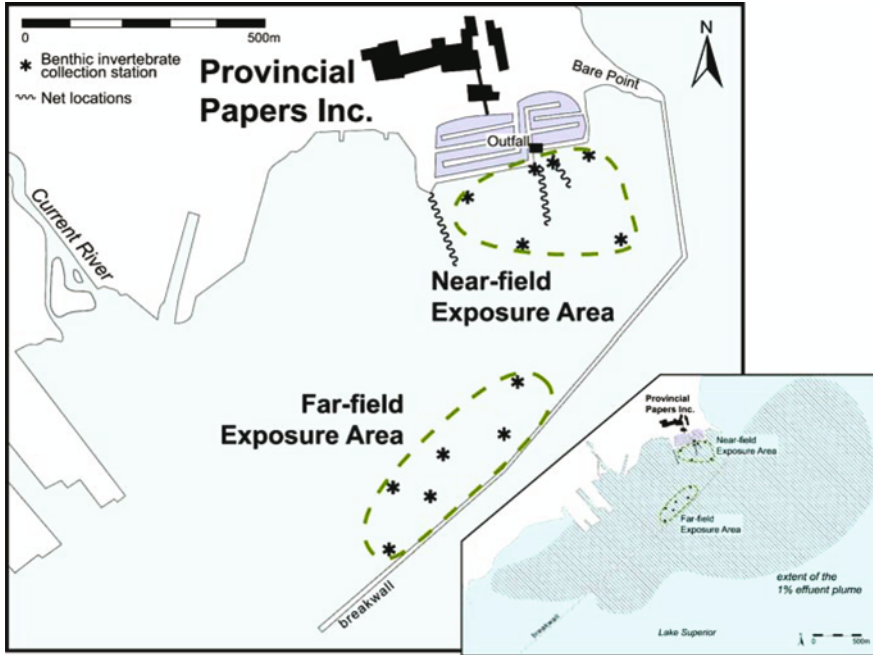 0
500m
Benthic invertebrate
collection station
Net locations
Provincial
Papers Inc.
N
Bare Point
Outfall
Current River
Near-field
Exposure Area
Far-field
Exposure Area
breakwall
Provincial
Papers Inc.
Near-field
Exposure Area
Far-field
Exposure Area
extent of the
1% effuent plume
breakwall
Lake Superior
0 500m